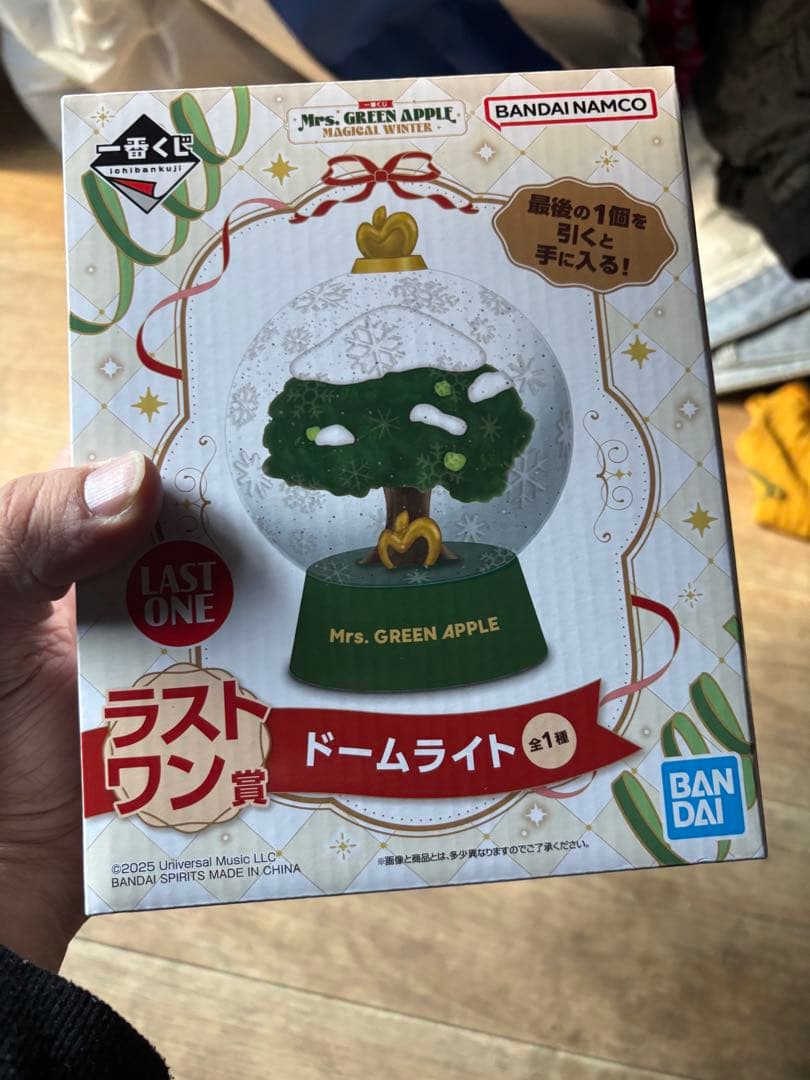 一番くじ
ichibankuji
一番くじ
Mrs. GREEN APPLE
MAGICAL WINTER
BANDAI NAMCO
最後の1個を
引くと
手に入る!
Mrs. GREEN APPLE
LAST
ONE
ラスト
ワン賞
ドームライト
全1種
BAN
DAI
©2025 Universal Music LLC
BANDAI SPIRITS MADE IN CHINA
※画像と商品とは、多少異なりますのでご了承ください。